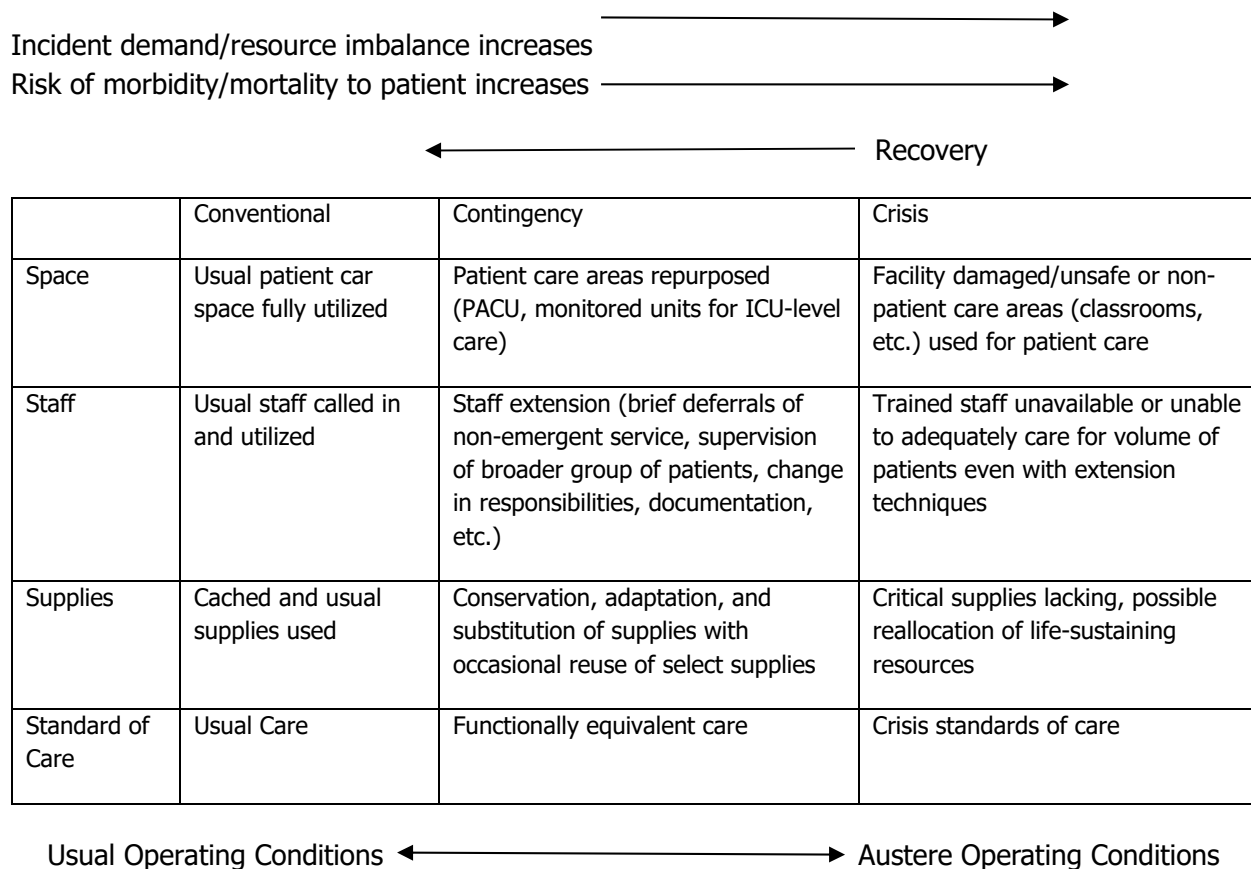 Incident demand/resource imbalance increases
Risk of morbidity/mortality to patient increases
Recovery
Conventional
Contingency
Crisis
Space
Usual patient car
space fully utilized
Patient care areas repurposed
(PACU, monitored units for ICU-level
care)
Facility damaged/unsafe or non-
patient care areas (classrooms,
etc.) used for patient care
Staff
Usual staff called in
and utilized
Staff extension (brief deferrals of
non-emergent service, supervision
of broader group of patients, change
in responsibilities, documentation,
etc.)
Trained staff unavailable or unable
to adequately care for volume of
patients even with extension
techniques
Supplies
Cached and usual
supplies used
Conservation, adaptation, and
substitution of supplies with
occasional reuse of select supplies
Critical supplies lacking, possible
reallocation of life-sustaining
resources
Standard of
Care
Usual Care
Functionally equivalent care
Crisis standards of care
Usual Operating Conditions
Austere Operating Conditions